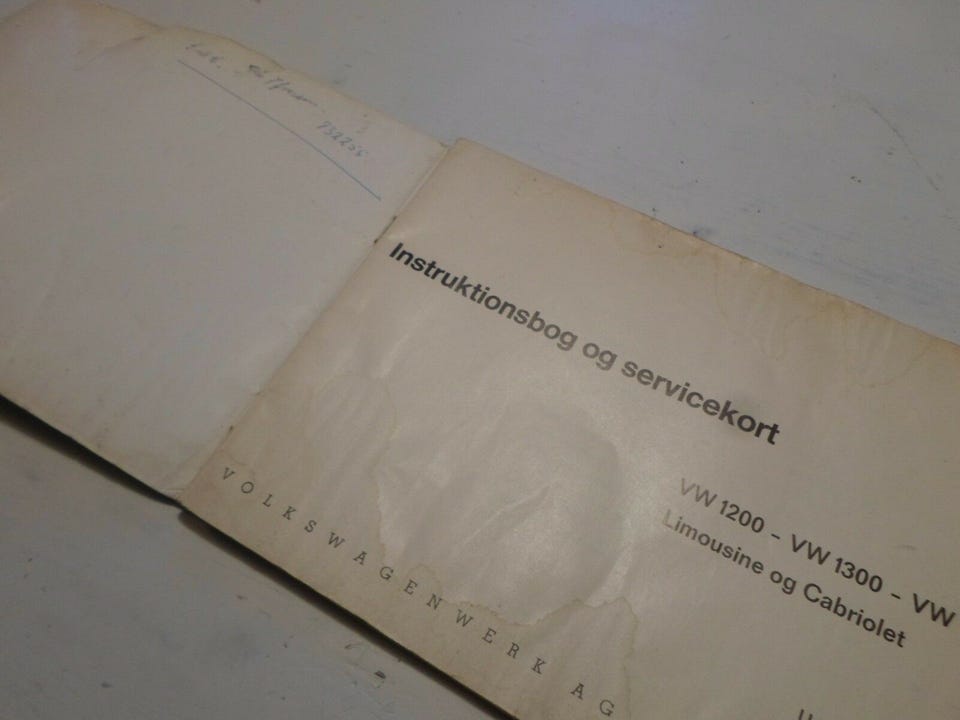 Instruktionsbog og servicekort
VW 1200 - VW 1300 - VW
Limousine og Cabriolet
VOLKSWAGENWERK AG